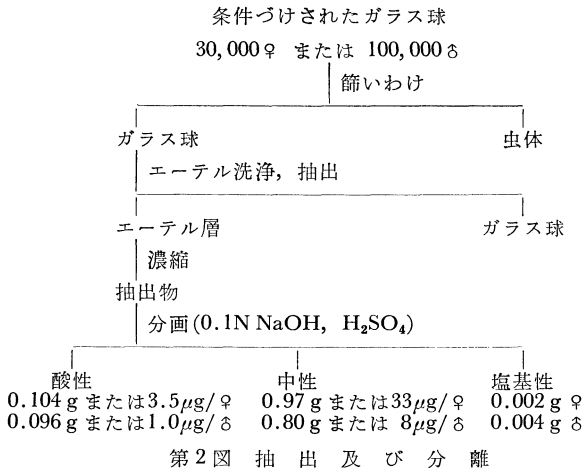 条件づけされたガラス球
30,000♀ または 100,000♂
篩いわけ
ガラス球 虫体
エーテル洗浄, 抽出
エーテル層 ガラス球
濃縮
抽出物
分画(0.1N NaOH, H₂SO₄)
酸性 中性 塩基性
0.104 g または3.5μg/♀ 0.97 g または33μg/♀ 0.002 g ♀
0.096 g または1.0μg/♂ 0.80 g または 8μg/♂ 0.004 g ♂
第2図 抽出及び分離